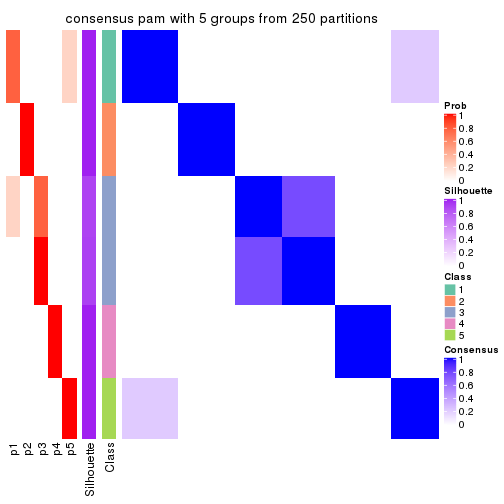 consensus pam with 5 groups from 250 partitions
Prob
1
0.8
0.6
0.4
0.2
0
Silhouette
1
0.8
0.6
0.4
0.2
0
Class
1
2
3
4
5
Consensus
1
0.8
0.6
0.4
0.2
0
p1
p2
p3
p4
p5
Silhouette
Class